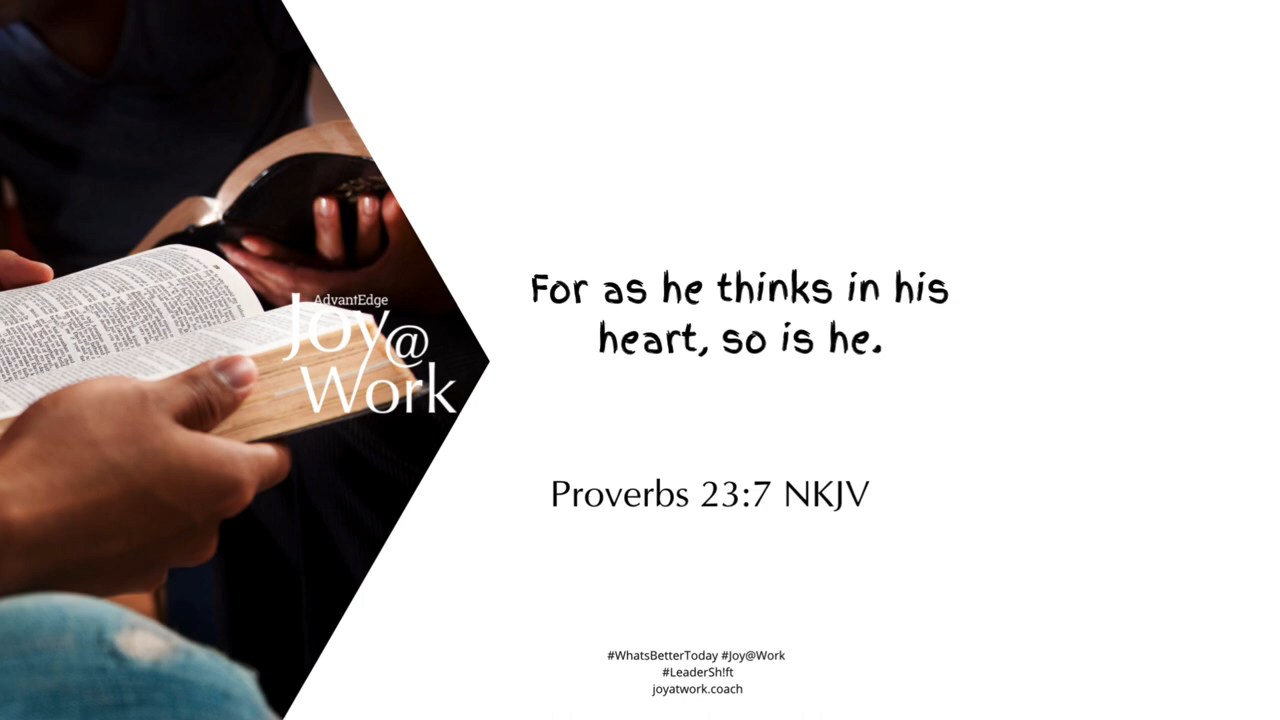 AdvantEdge
Joy@
Work
For as he thinks in his
heart, so is he.
Proverbs 23:7 NKJV
#WhatsBetterToday #Joy@Work
#LeaderSh!ft
joyatwork.coach